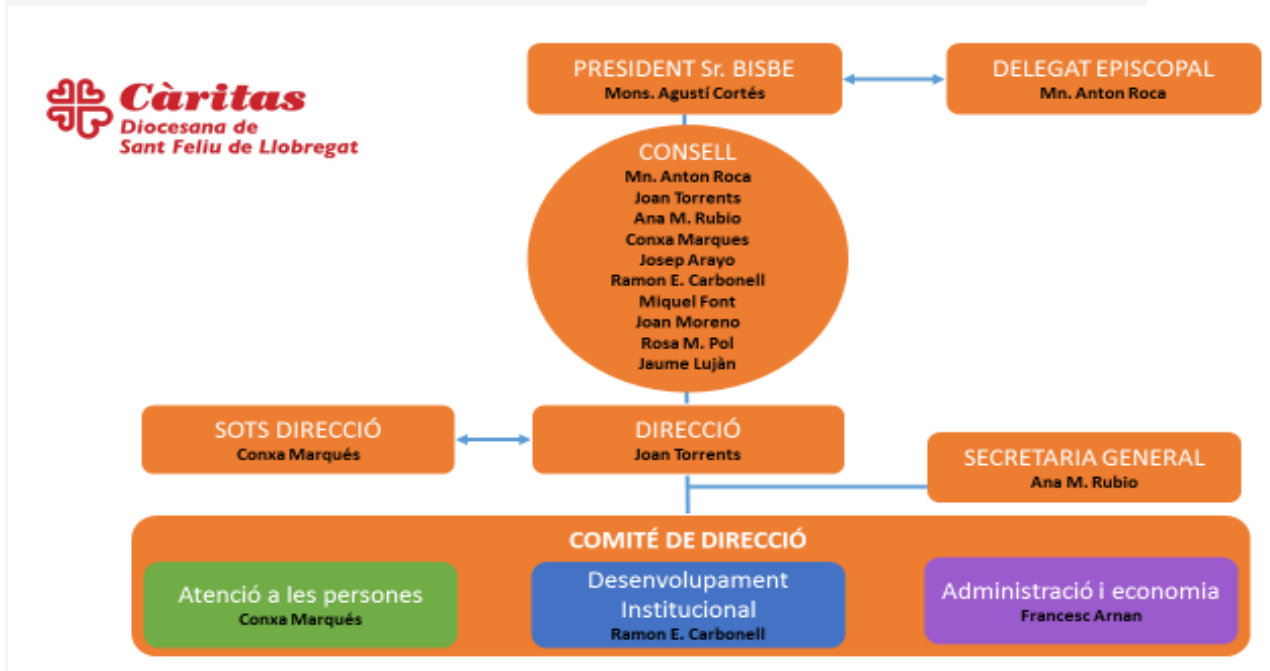 Càritas
Diocesana de
Sant Feliu de Llobregat
PRESIDENT Sr. BISBE
Mons. Agustí Cortés
DELEGAT EPISCOPAL
Mn. Anton Roca
CONSELL
Mn. Anton Roca
Joan Torrents
Ana M. Rubio
Conxa Marques
Josep Arayo
Ramon E. Carbonell
Miquel Font
Joan Moreno
Rosa M. Pol
Jaume Lujàn
SOTS DIRECCIÓ
Conxa Marqués
DIRECCIÓ
Joan Torrents
SECRETARIA GENERAL
Ana M. Rubio
COMITÉ DE DIRECCIÓ
Atenció a les persones
Conxa Marqués
Desenvolupament
Institucional
Ramon E. Carbonell
Administració i economia
Francesc Arnan